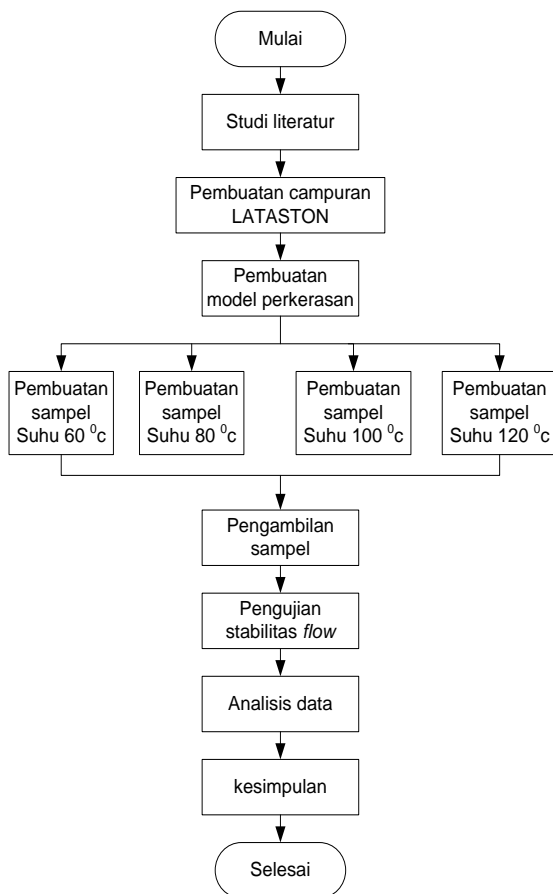 Mulai
Studi literatur
Pembuatan campuran
LATASTON
Pembuatan
model perkerasan
Pembuatan
sampel
Suhu 60 ⁰c
Pembuatan
sampel
Suhu 80 ⁰c
Pembuatan
sampel
Suhu 100 ⁰c
Pembuatan
sampel
Suhu 120 ⁰c
Pengambilan
sampel
Pengujian
stabilitas flow
Analisis data
kesimpulan
Selesai